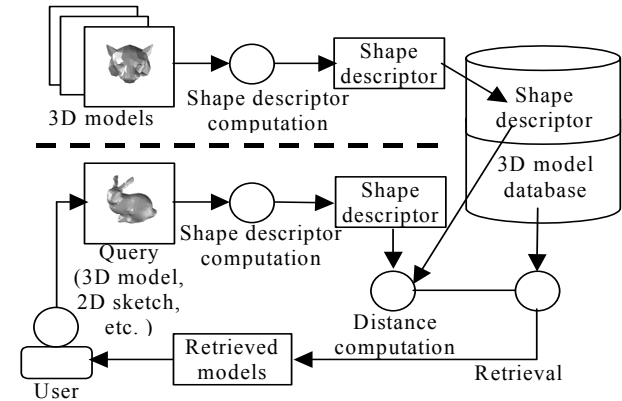 3D models
Shape descriptor
computation
Shape
descriptor
Shape
descriptor
3D model
database
Query
(3D model,
2D sketch,
etc. )
Shape descriptor
computation
Shape
descriptor
Distance
computation
Retrieval
Retrieved
models
User